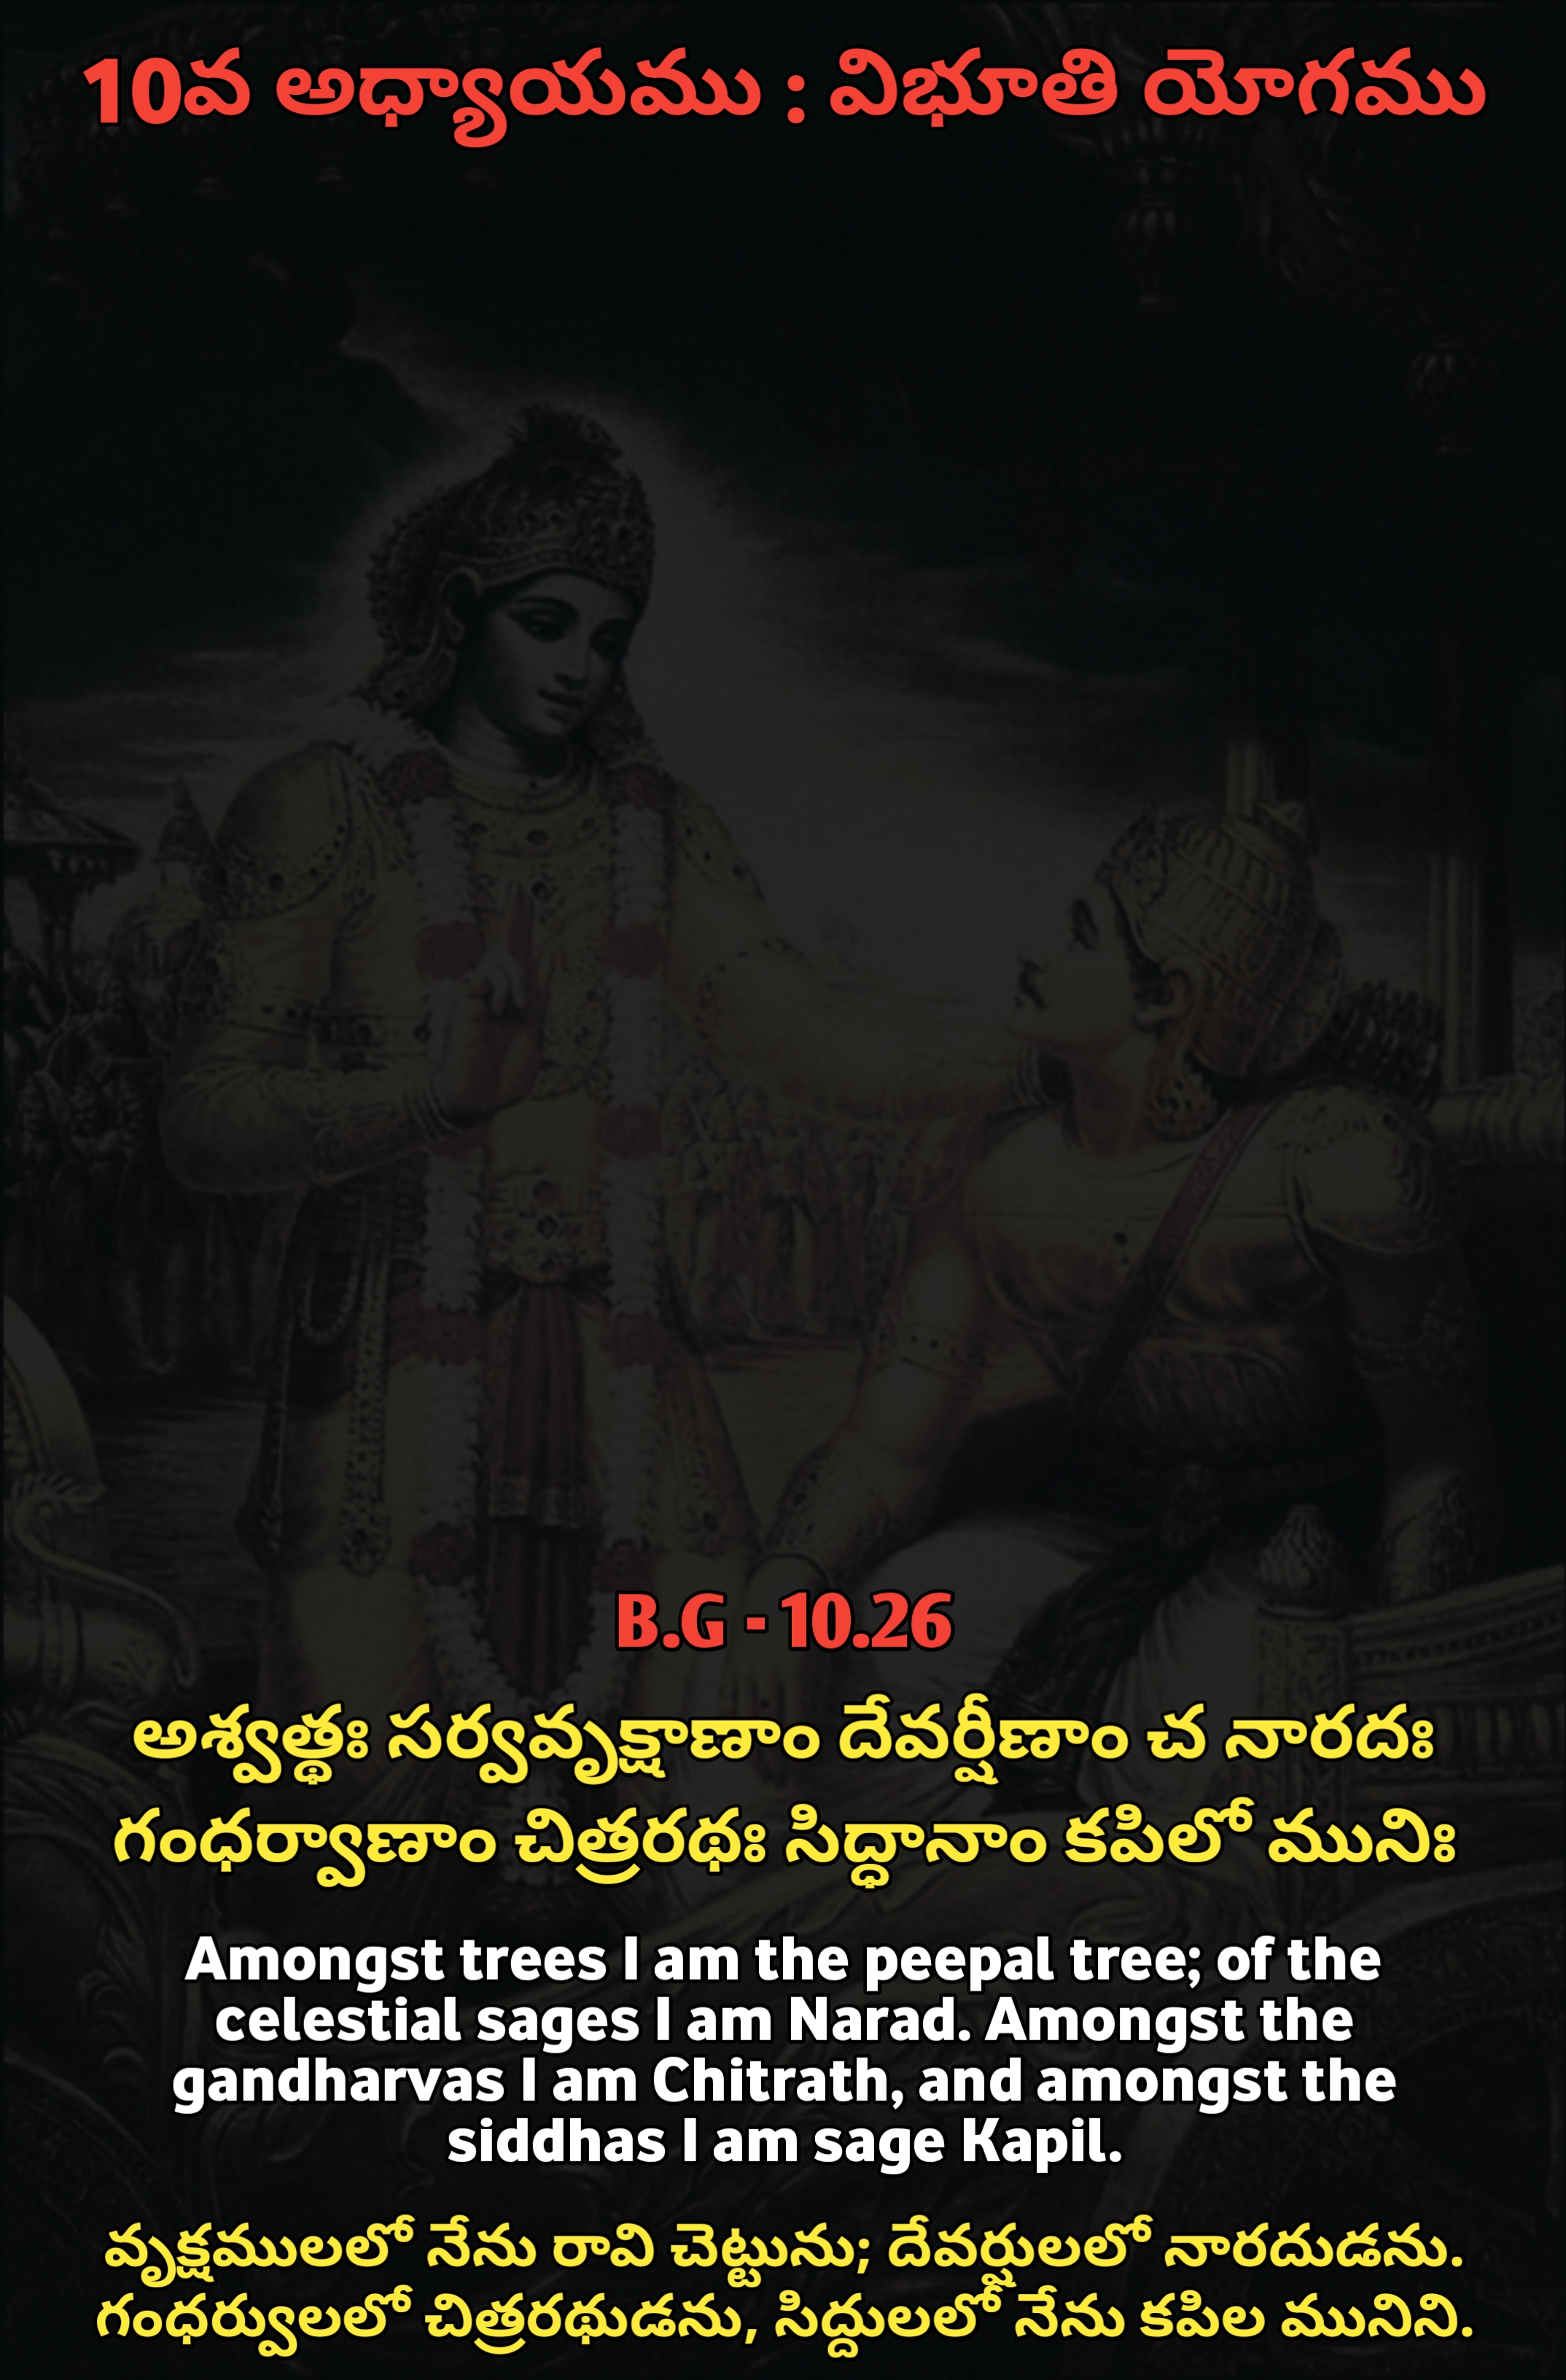 10వ అధ్యాయము : విభూతి యోగము
B.G - 10.26
అశ్వత్థః సర్వవృక్షాణాం దేవర్షీణాం చ నారదః
గంధర్వాణాం చిత్రరథః సిద్ధానాం కపిలో మునిః
Amongst trees I am the peepal tree; of the
celestial sages I am Narad. Amongst the
gandharvas I am Chitrath, and amongst the
siddhas I am sage Kapil.
వృక్షములలో నేను రావి చెట్టును; దేవర్షులలో నారదుడను.
గంధర్వులలో చిత్రరథుడను, సిద్దులలో నేను కపిల మునిని.